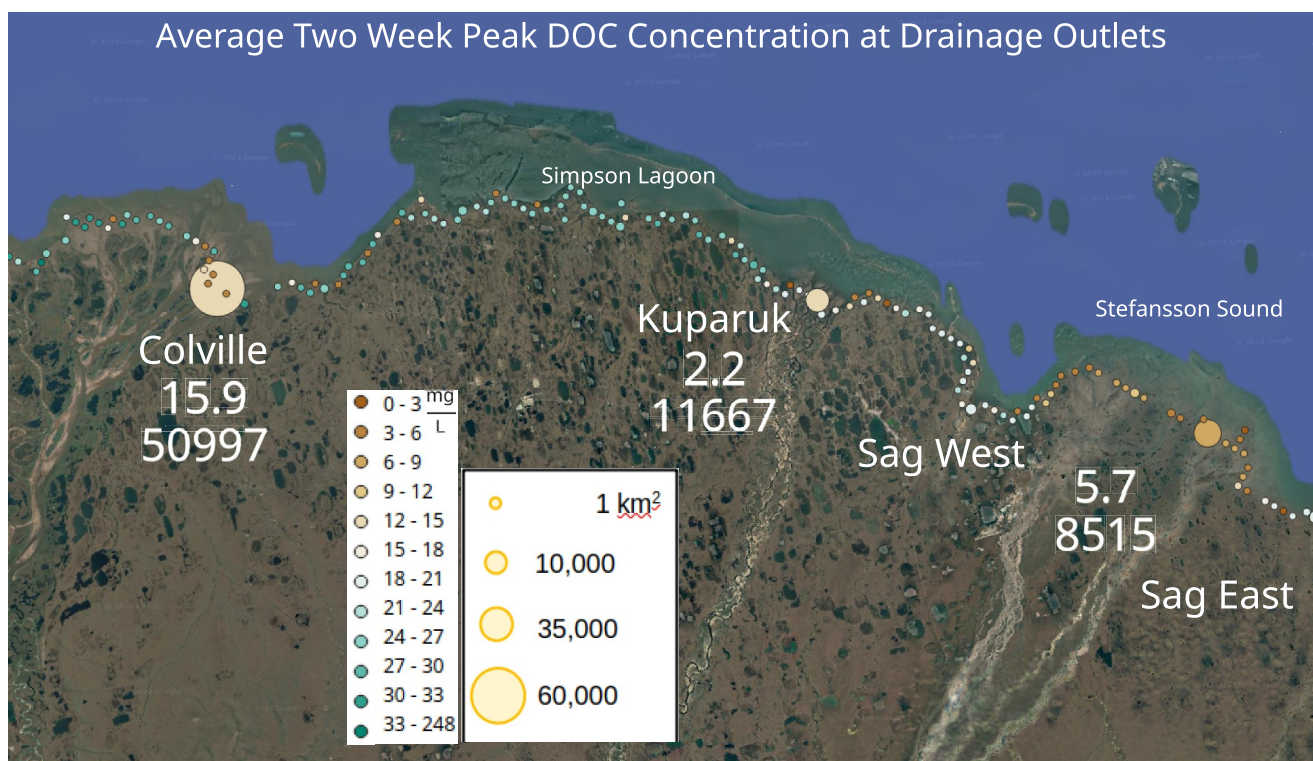 Average Two Week Peak DOC Concentration at Drainage Outlets
Simpson Lagoon
Stefansson Sound
Kuparuk
2.2
11667
Colville
15.9
50997
Sag West
5.7
8515
Sag East
0 - 3 mg
L
3 - 6
6 - 9
9 - 12
12 - 15
15 - 18
18 - 21
21 - 24
24 - 27
27 - 30
30 - 33
33 - 248
1 km²
10,000
35,000
60,000